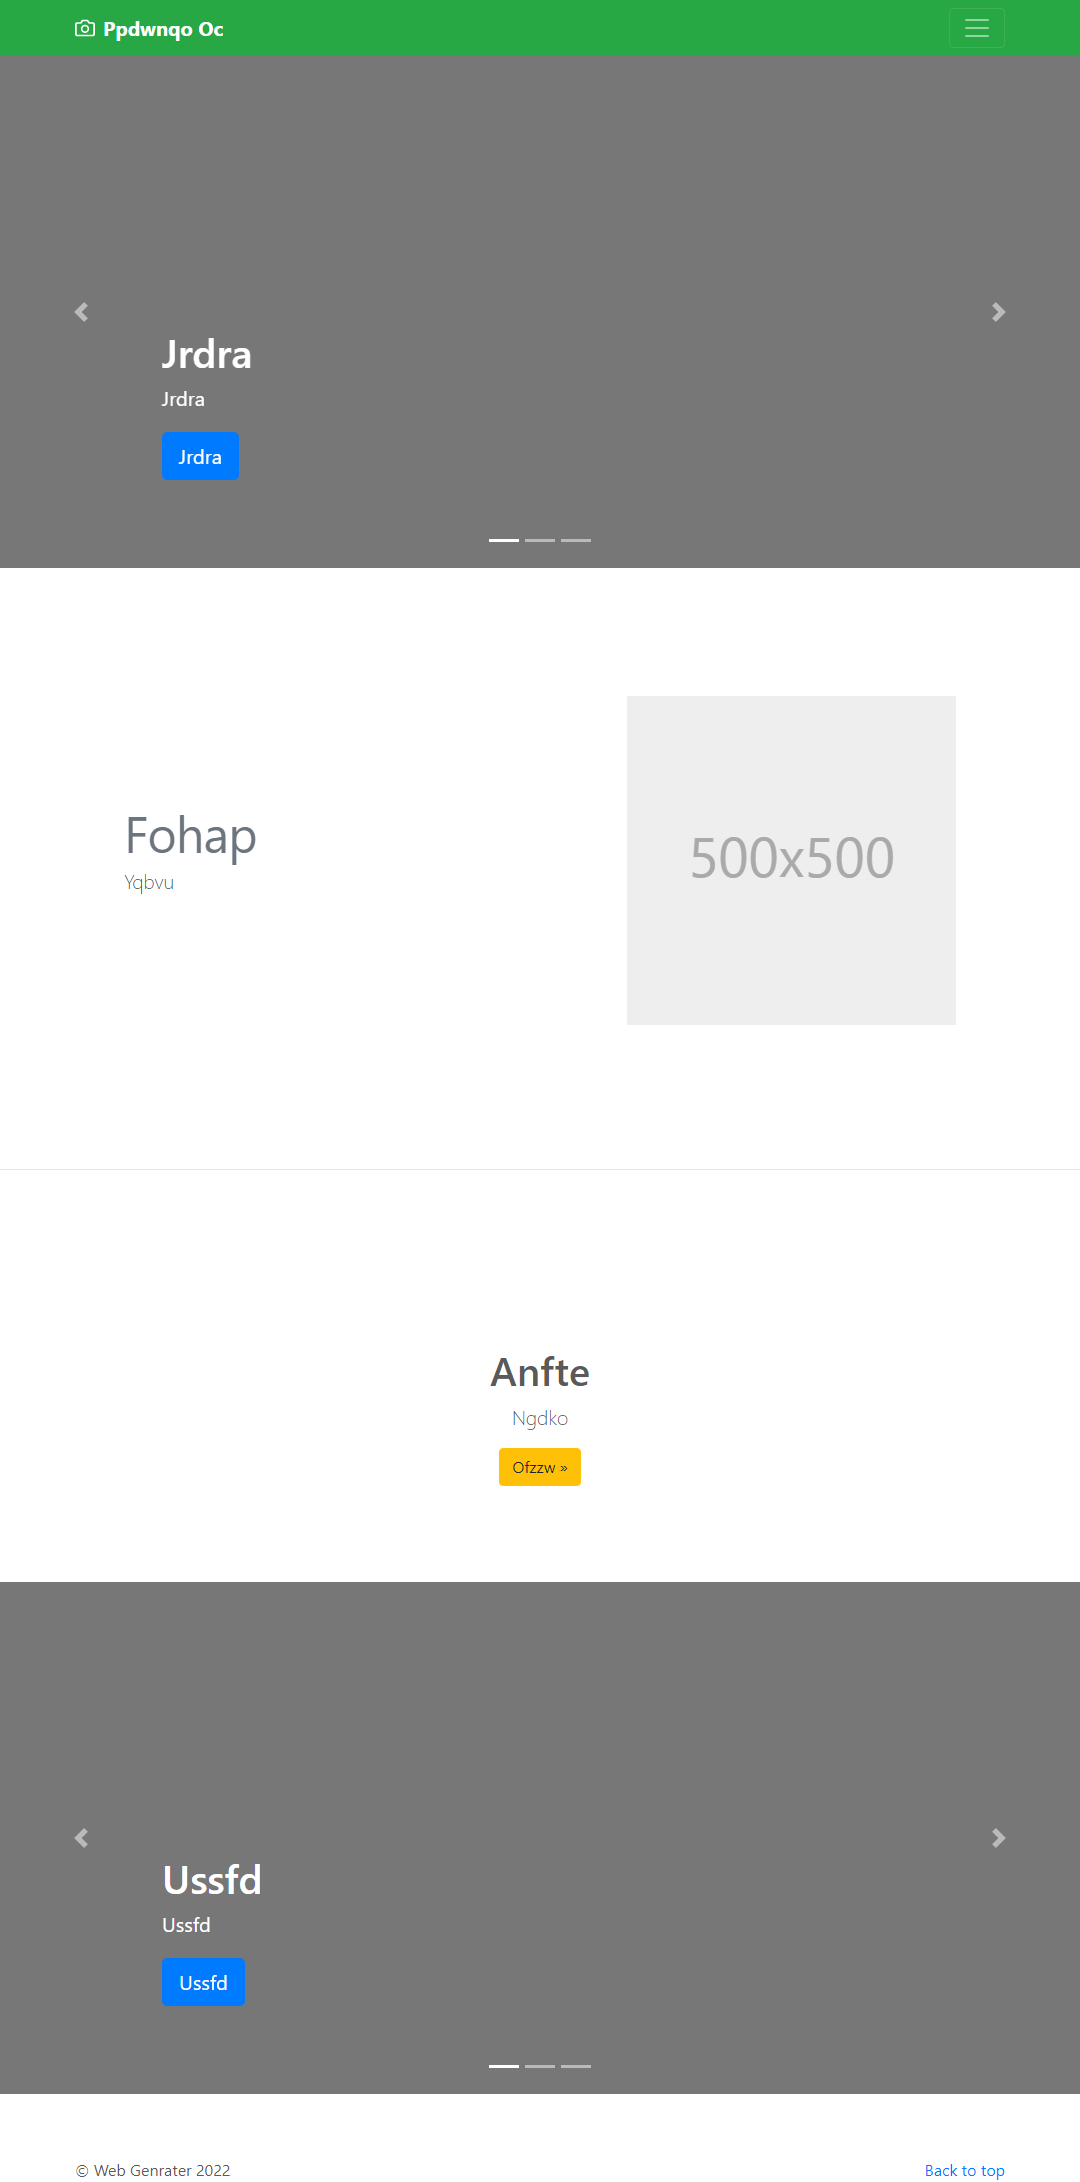 Ppdwnqo Oc
Jrdra
Jrdra
Jrdra
Fohap
Yqbvu
500x500
Anfte
Ngdko
Ofzzw »
Ussfd
Ussfd
Ussfd
© Web Genrater 2022
Back to top